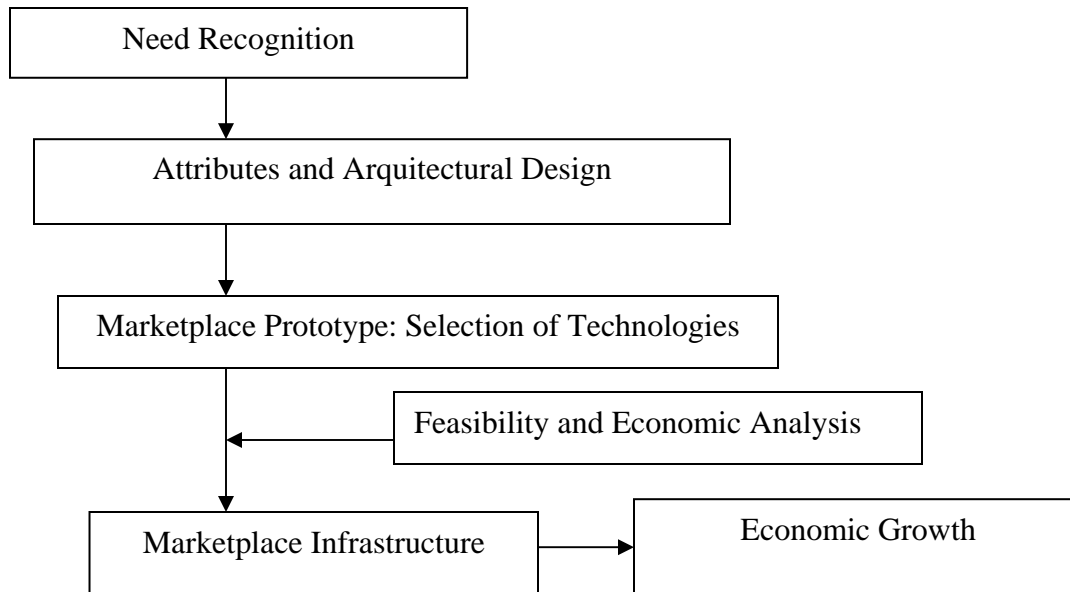 Need Recognition
Attributes and Arquitectural Design
Marketplace Prototype: Selection of Technologies
Feasibility and Economic Analysis
Marketplace Infrastructure
Economic Growth